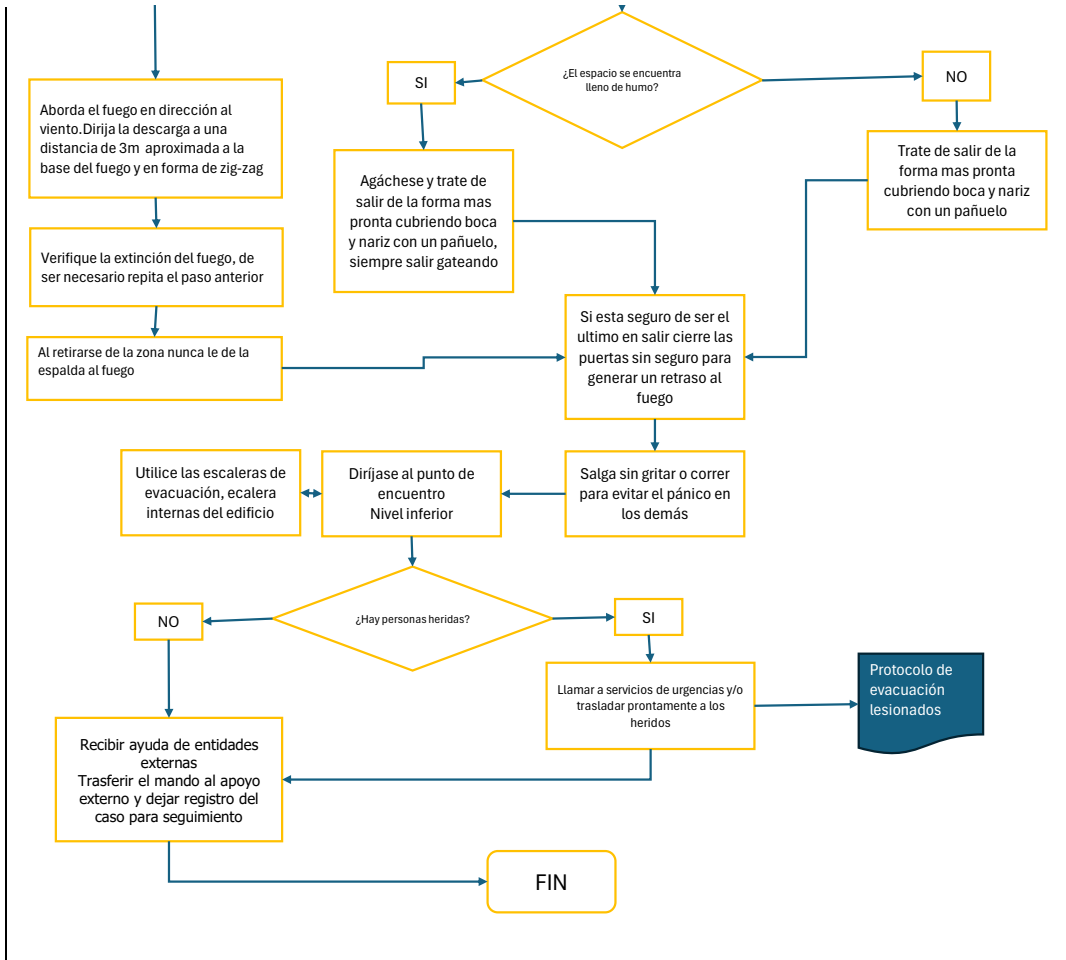 ¿El espacio se encuentra
lleno de humo?
SI
NO
Aborda el fuego en dirección al
viento.Dirija la descarga a una
distancia de 3m aproximada a la
base del fuego y en forma de zig-zag
Agáchese y trate de
salir de la forma mas
pronta cubriendo boca
y nariz con un pañuelo,
siempre salir gateando
Trate de salir de la
forma mas pronta
cubriendo boca y nariz
con un pañuelo
Verifique la extinción del fuego, de
ser necesario repita el paso anterior
Al retirarse de la zona nunca le de la
espalda al fuego
Si esta seguro de ser el
ultimo en salir cierre las
puertas sin seguro para
generar un retraso al
fuego
Salga sin gritar o correr
para evitar el pánico en
los demás
Diríjase al punto de
encuentro
Nivel inferior
Utilice las escaleras de
evacuación, ecalera
internas del edificio
¿Hay personas heridas?
NO
SI
Llamar a servicios de urgencias y/o
trasladar prontamente a los
heridos
Protocolo de
evacuación
lesionados
Recibir ayuda de entidades
externas
Trasferir el mando al apoyo
externo y dejar registro del
caso para seguimiento
FIN